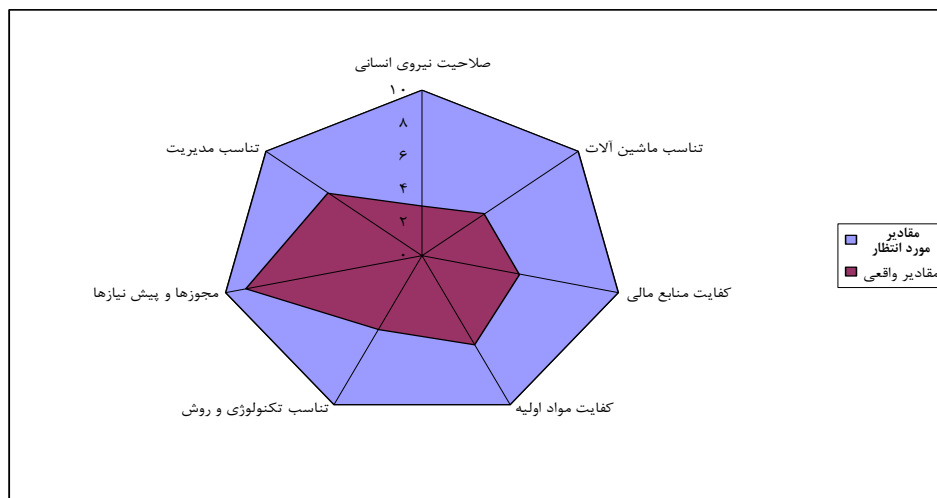 صلاحیت نیروی انسانی
۱۰
۸
۶
۴
۲
۰
تناسب ماشین آلات
کفایت منابع مالی
کفایت مواد اولیه
تناسب تکنولوژی و روش
مجوزها و پیش نیازها
تناسب مدیریت
مقادیر
مورد انتظار
مقادیر واقعی